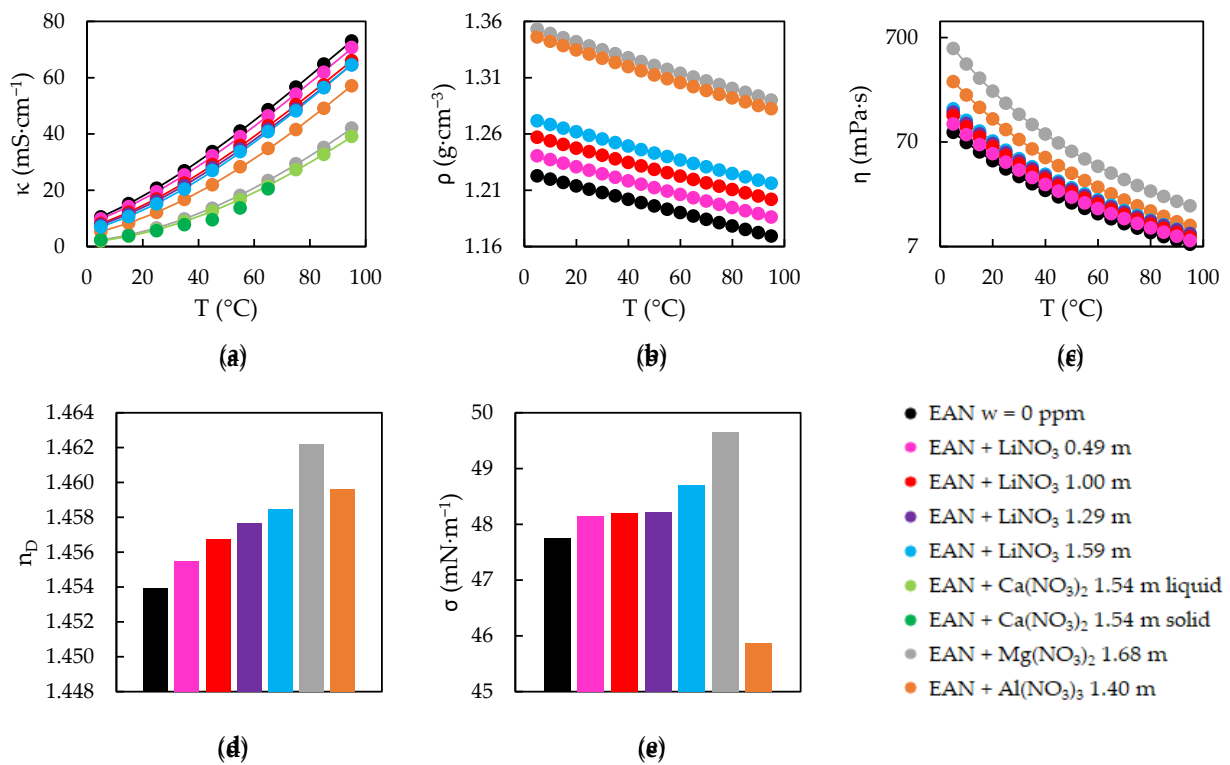 80
60
40
20
0
κ (mS·cm⁻¹)
0 20 40 60 80 100
T (°C)
(a)
1.36
1.31
1.26
1.21
1.16
ρ (g·cm⁻³)
0 20 40 60 80 100
T (°C)
(b)
700
70
7
η (mPa·s)
0 20 40 60 80 100
T (°C)
(c)
1.464
1.462
1.460
1.458
1.456
1.454
1.452
1.450
1.448
n_D
(d)
50
49
48
47
46
45
σ (mN·m⁻¹)
(e)
EAN w = 0 ppm
EAN + LiNO₃ 0.49 m
EAN + LiNO₃ 1.00 m
EAN + LiNO₃ 1.29 m
EAN + LiNO₃ 1.59 m
EAN + Ca(NO₃)₂ 1.54 m liquid
EAN + Ca(NO₃)₂ 1.54 m solid
EAN + Mg(NO₃)₂ 1.68 m
EAN + Al(NO₃)₃ 1.40 m